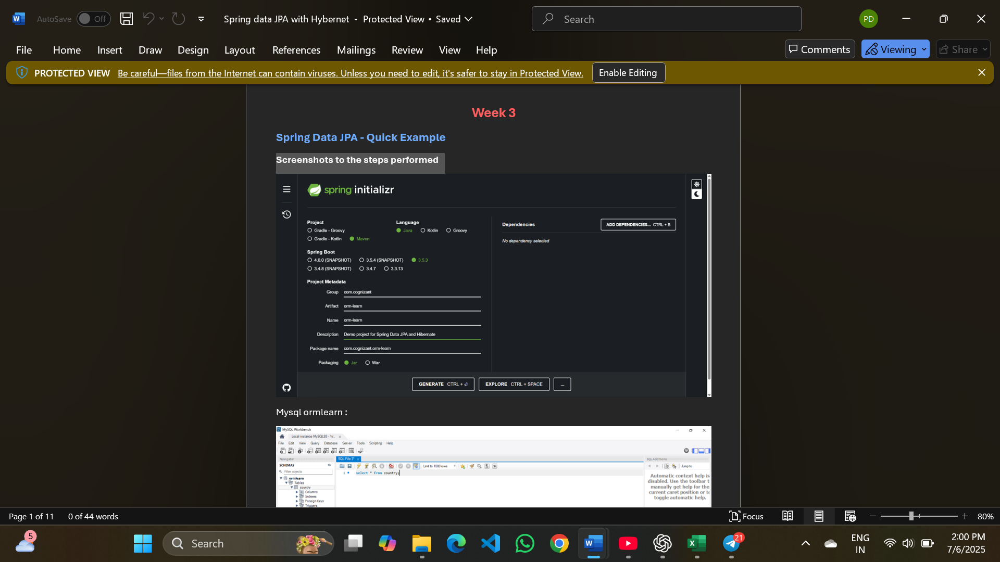 AutoSave Off Spring data JPA with Hybernet - Protected View • Saved Search PD
File Home Insert Draw Design Layout References Mailings Review View Help Comments Viewing Share
PROTECTED VIEW Be careful—files from the Internet can contain viruses. Unless you need to edit, it's safer to stay in Protected View. Enable Editing
Week 3
Spring Data JPA - Quick Example
Screenshots to the steps performed
spring initializr
Project Language Dependencies ADD DEPENDENCIES... CTRL + B
Gradle - Groovy Java Kotlin Groovy
Gradle - Kotlin Maven No dependency selected
Spring Boot
4.0.0 (SNAPSHOT) 3.5.4 (SNAPSHOT) 3.5.3
3.4.8 (SNAPSHOT) 3.4.7 3.3.13
Project Metadata
Group com.cognizant
Artifact orm-learn
Name orm-learn
Description Demo project for Spring Data JPA and Hibernate
Package name com.cognizant.orm-learn
Packaging Jar War
GENERATE CTRL + ⏎ EXPLORE CTRL + SPACE ...
Mysql ormlearn :
MySQL Workbench
Local instance MySQL93 - W...
File Edit View Query Database Server Tools Scripting Help
Navigator SQL File 3* SQLAdditions
SCHEMAS Limit to 1000 rows Jump to
Filter objects 1 select * from country;
ormlearn
Tables
country
Columns
Indexes
Foreign Keys
Triggers
Automatic context help is
disabled. Use the toolbar t
manually get help for the
current caret position or to
toggle automatic help.
Page 1 of 11 0 of 44 words Focus 80%
5 Search 21 ENG 2:00 PM
IN 7/6/2025